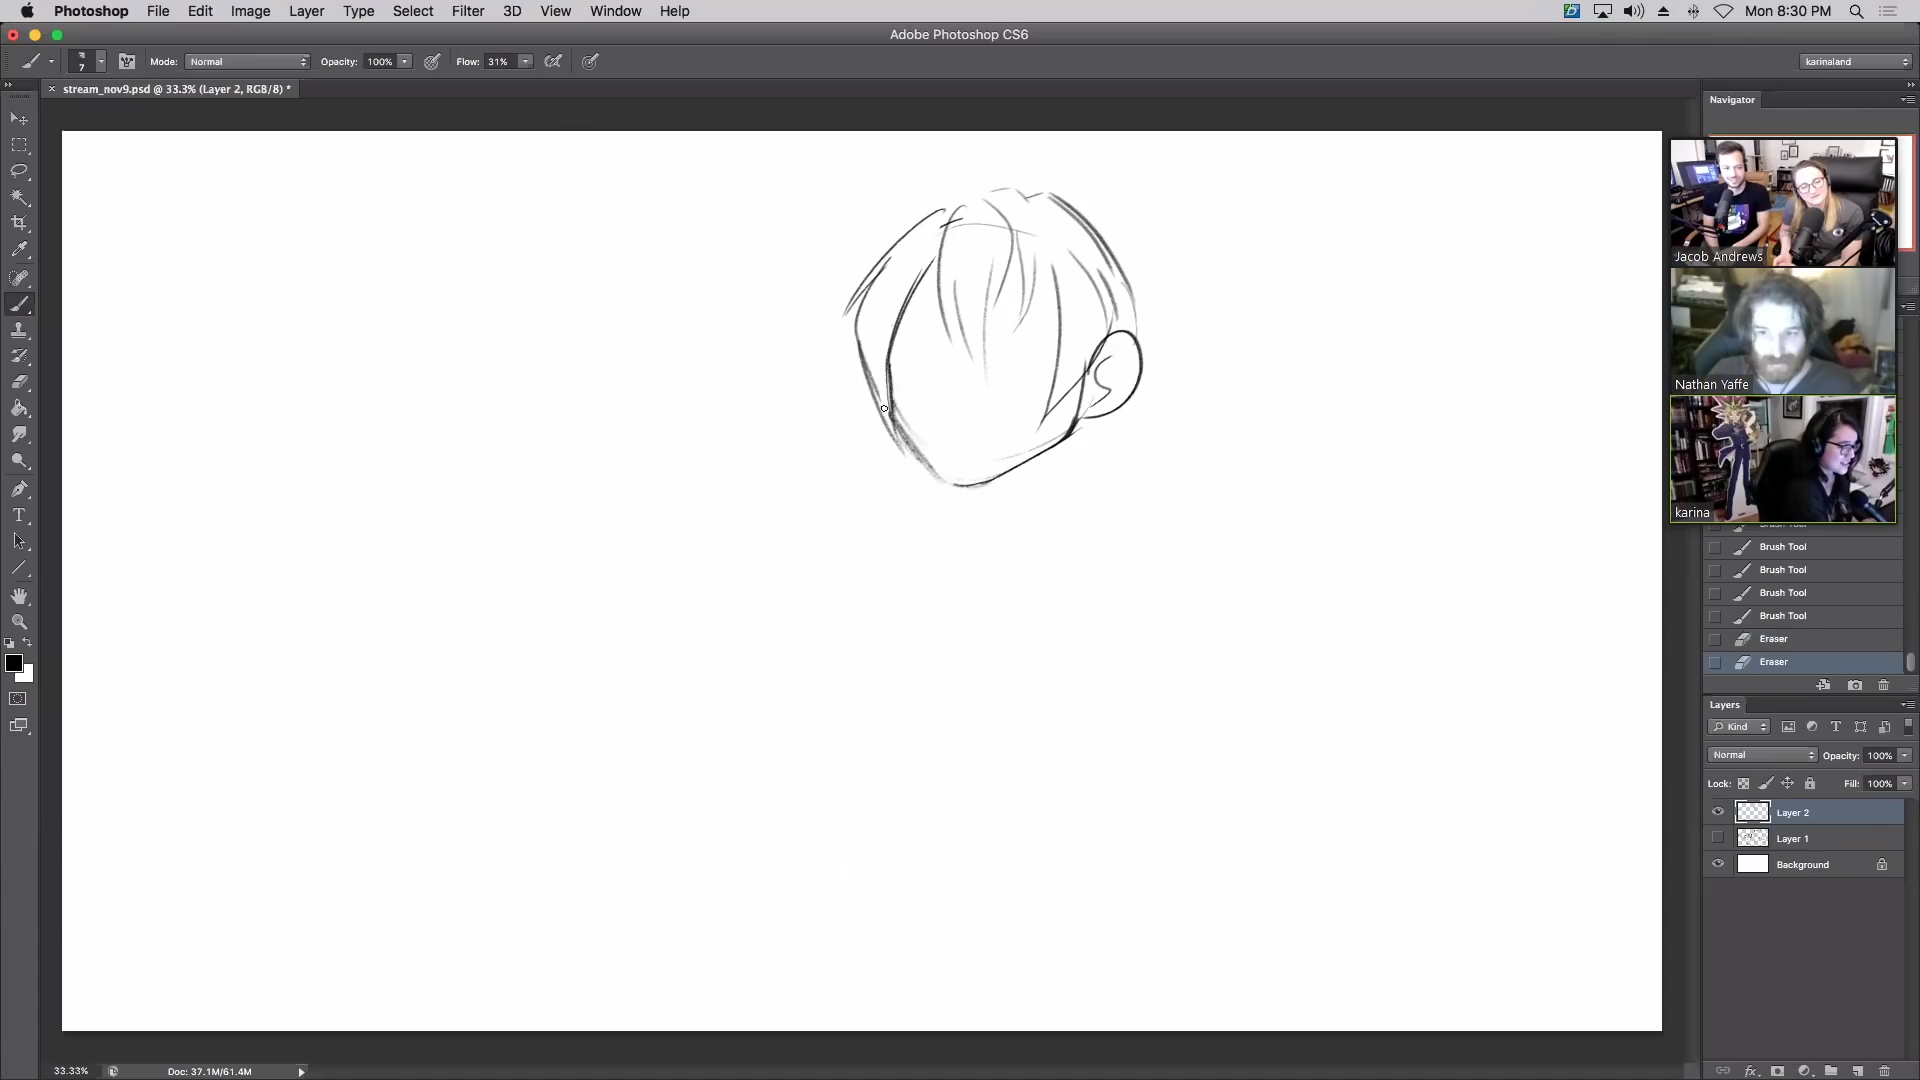 Photoshop File Edit Image Layer Type Select Filter 3D View Window Help Mon 8:30 PM
Adobe Photoshop CS6
7 Mode: Normal Opacity: 100% Flow: 31% karinaland
stream_nov9.psd @ 33.3% (Layer 2, RGB/8) *
Navigator
Jacob Andrews
Nathan Yaffe
karina
Brush Tool
Brush Tool
Brush Tool
Brush Tool
Brush Tool
Eraser
Eraser
Layers
Kind
Normal Opacity: 100%
Lock: Fill: 100%
Layer 2
Layer 1
Background
33.33% Doc: 37.1M/61.4M